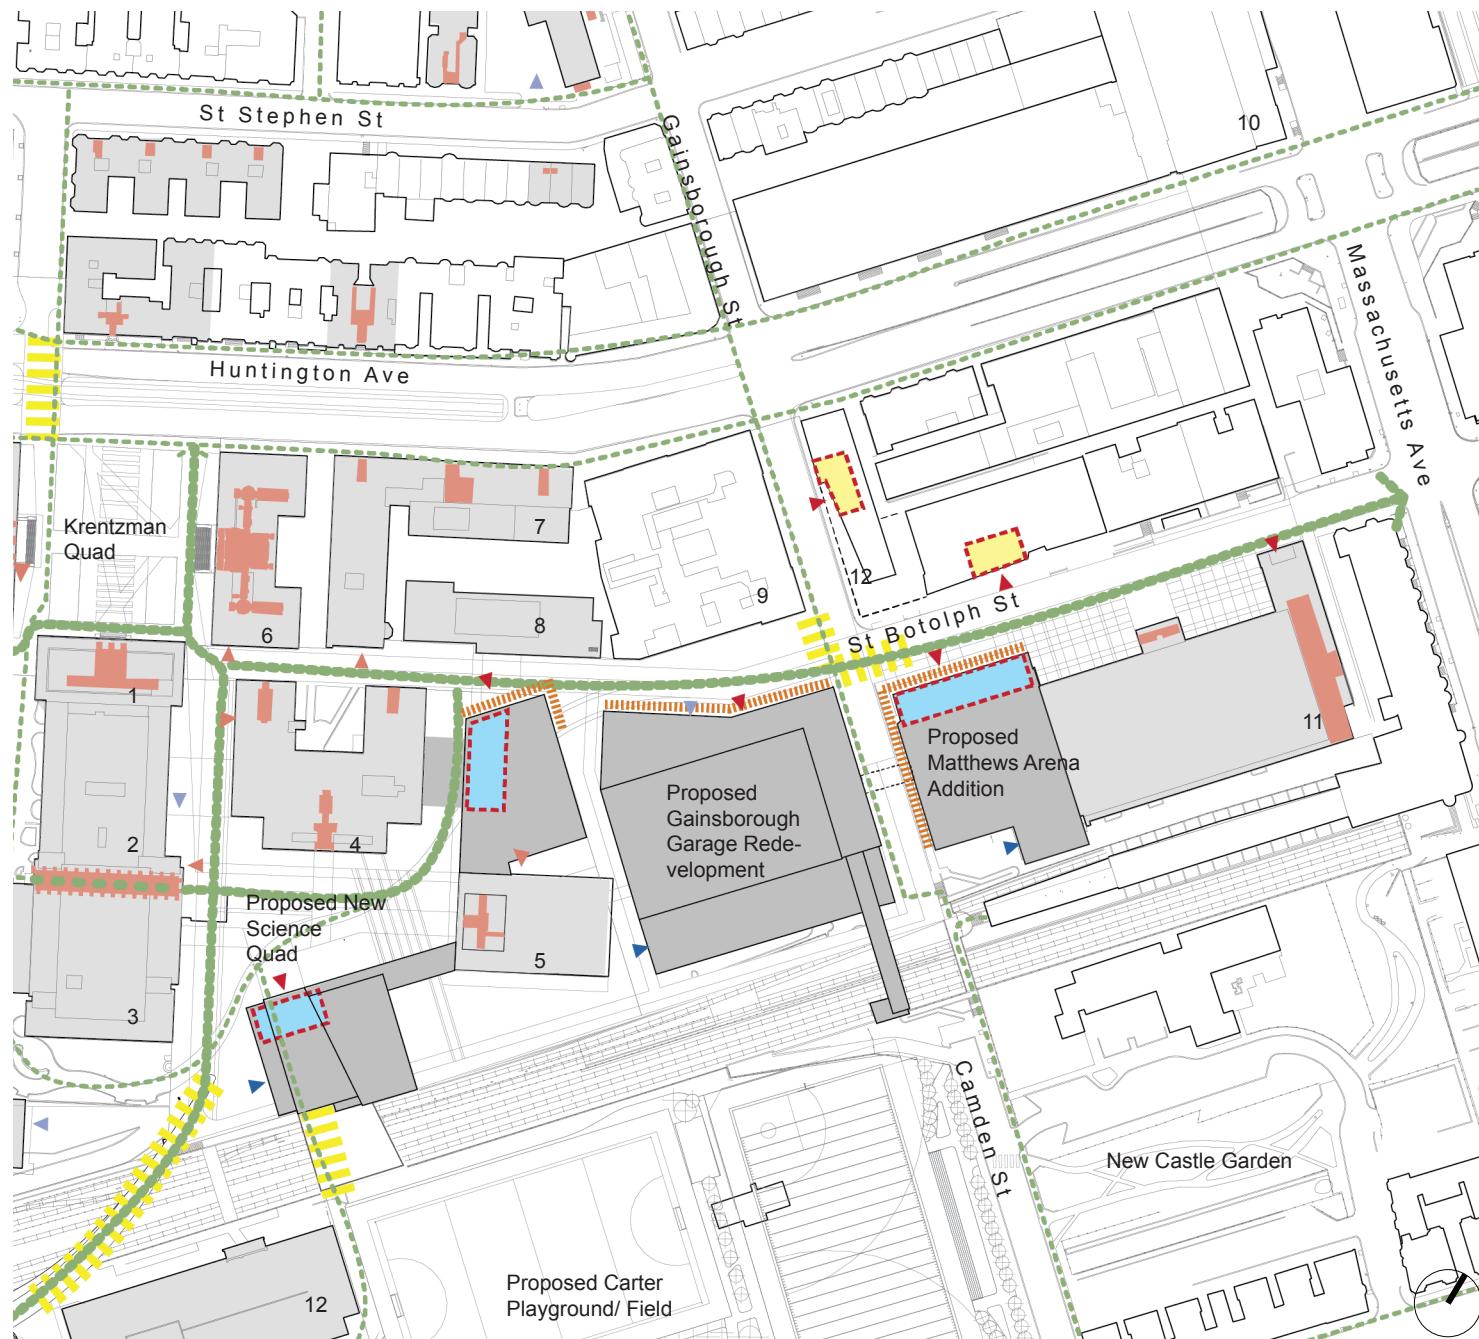 St Stephen St
Gainsborough St
10
Massachusetts Ave
Huntington Ave
Krentzman
Quad
7
12
9
6
8
St Botolph St
1
11
Proposed
Matthews Arena
Addition
Proposed
Gainsborough
Garage Rede-
velopment
2
4
Proposed New
Science
Quad
5
3
Camden St
New Castle Garden
Proposed Carter
Playground/ Field
12